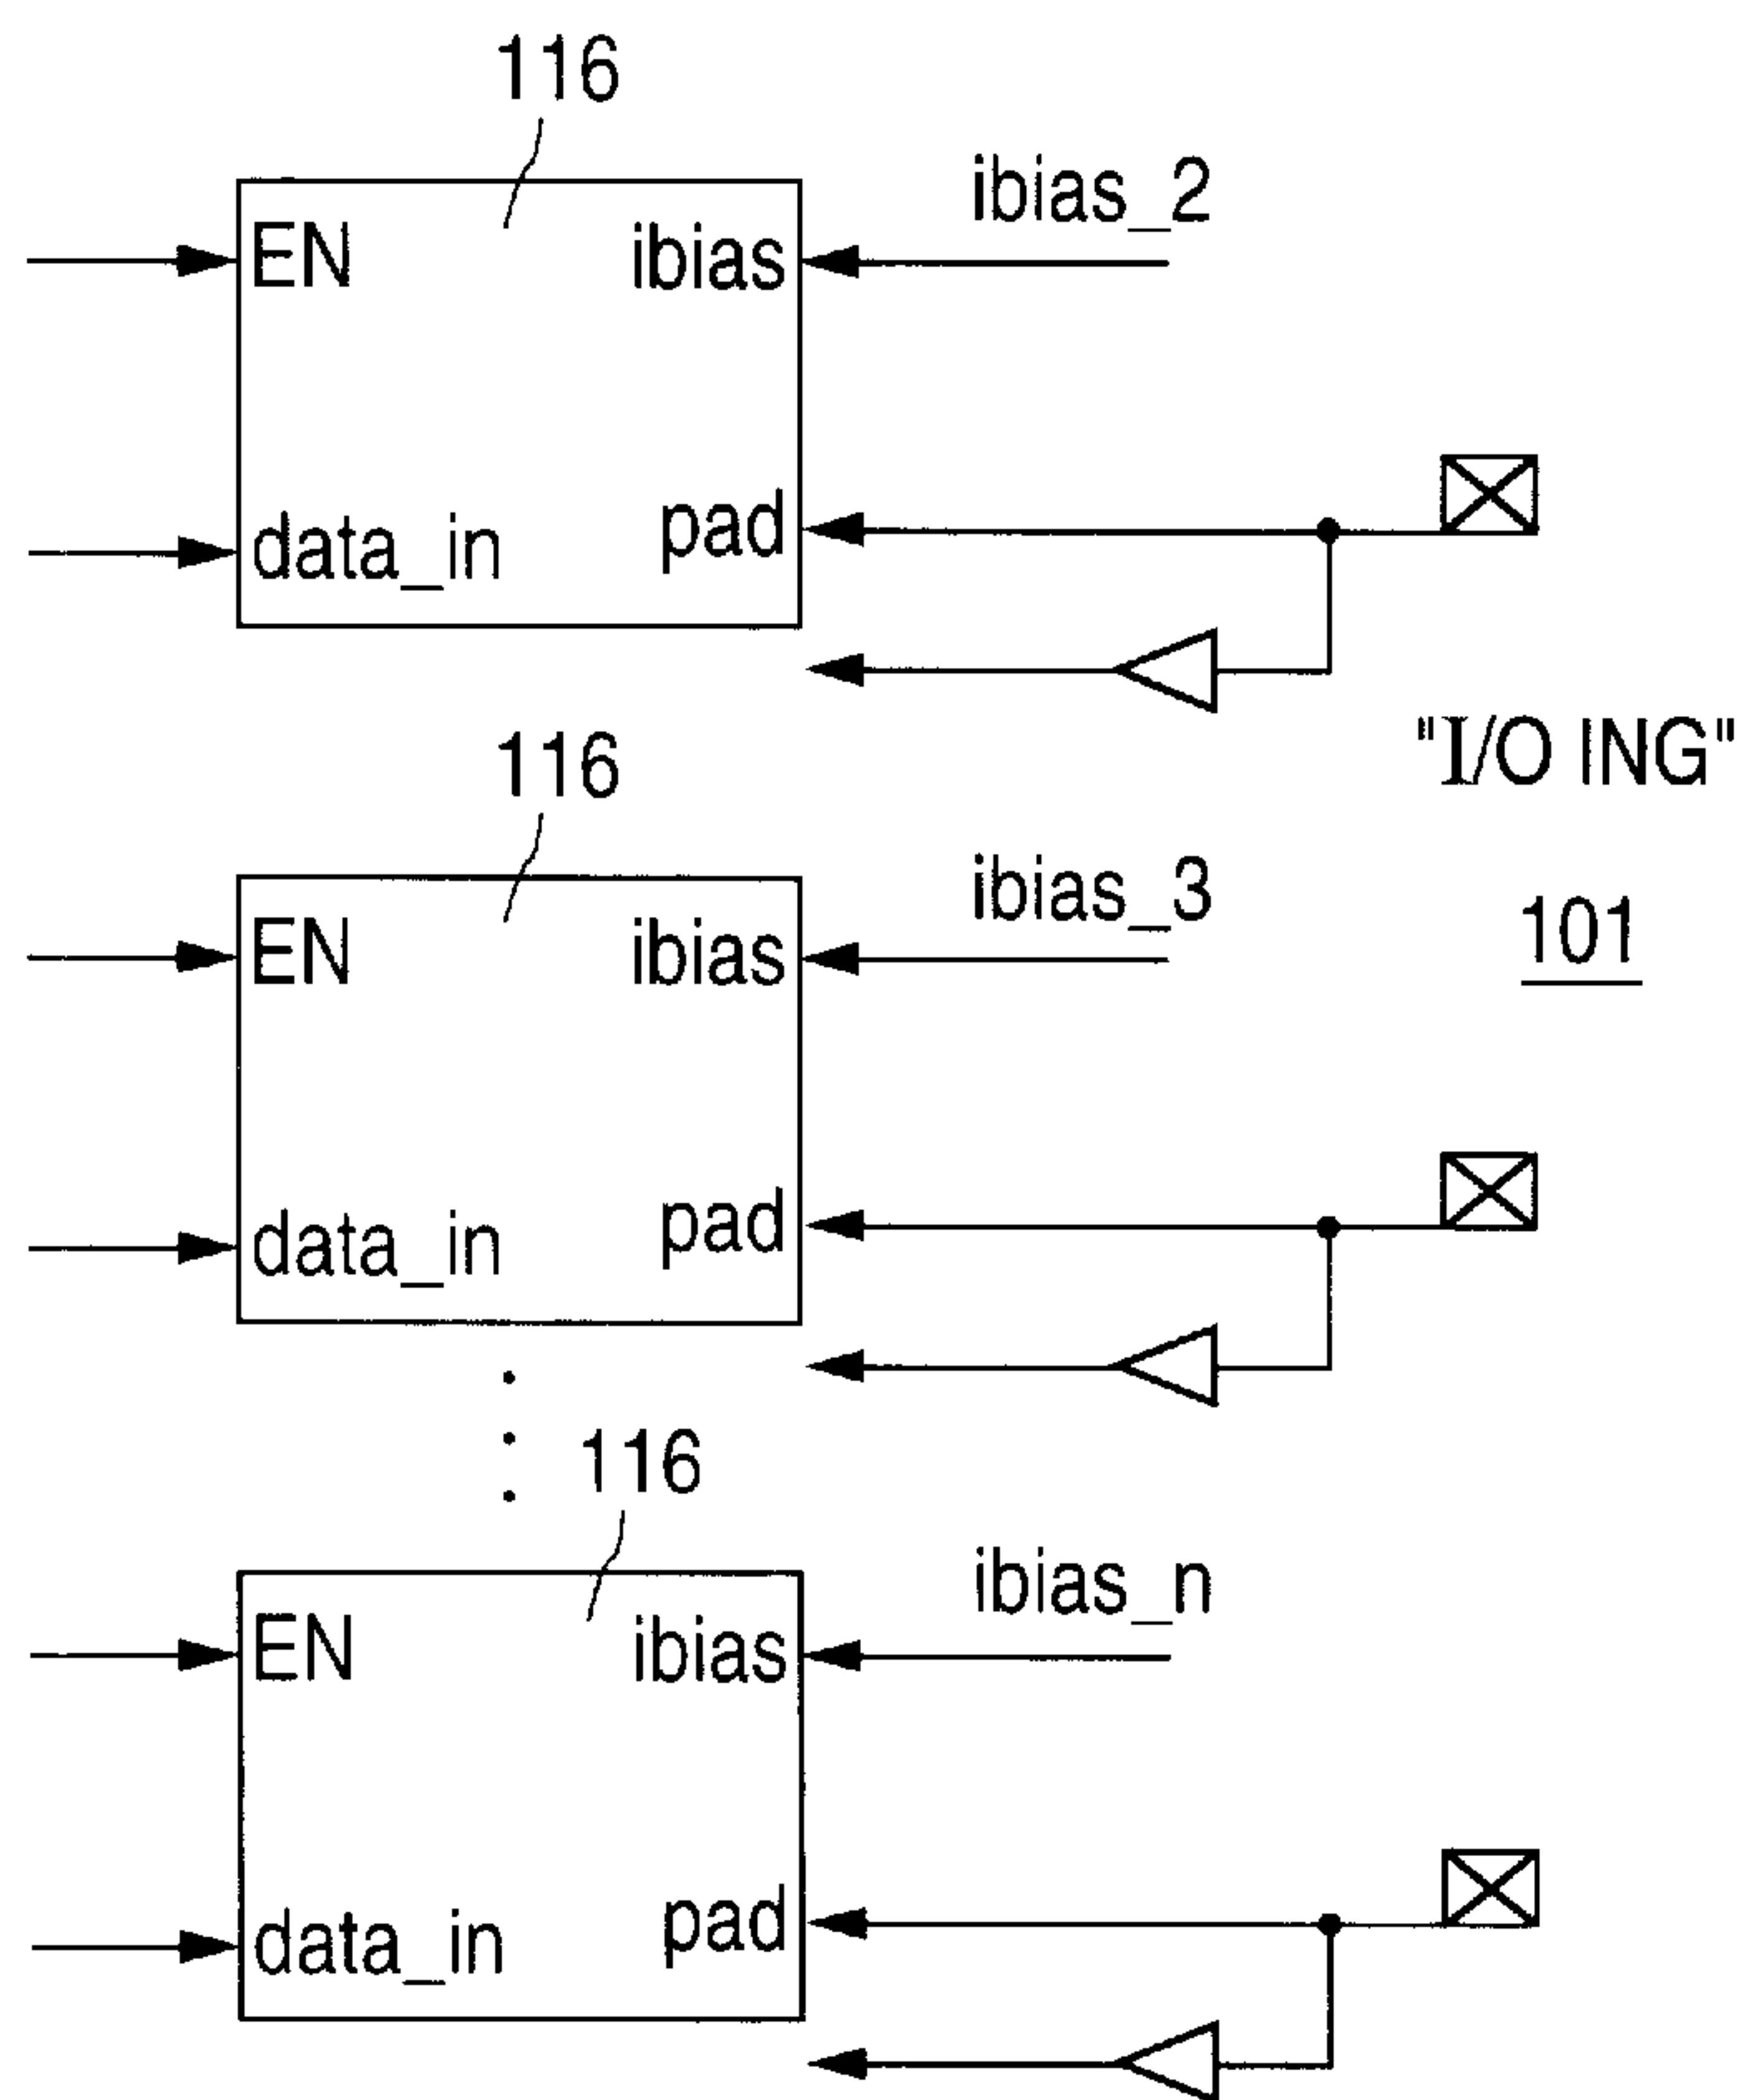 116
ibias_2
EN ibias
data_in pad
"I/O ING"
116
ibias_3
101
EN ibias
data_in pad
116
ibias_n
EN ibias
data_in pad